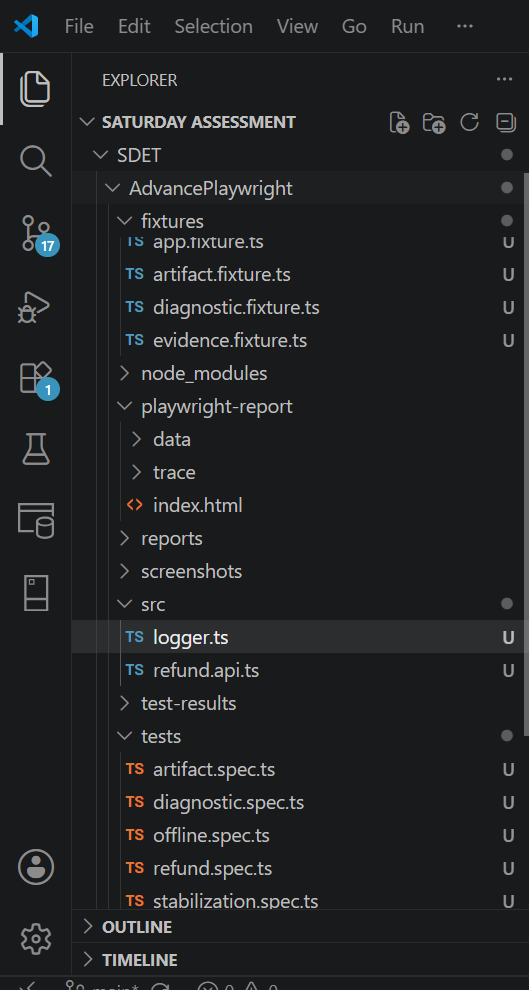 File Edit Selection View Go Run ...
EXPLORER ...
SATURDAY ASSESSMENT
SDET
AdvancePlaywright
fixtures
TS app.fixture.ts U
TS artifact.fixture.ts U
17
TS diagnostic.fixture.ts U
TS evidence.fixture.ts U
node_modules
1
playwright-report
data
trace
<> index.html
reports
screenshots
src
TS logger.ts U
TS refund.api.ts U
test-results
tests
TS artifact.spec.ts U
TS diagnostic.spec.ts U
TS offline.spec.ts U
TS refund.spec.ts U
TS stabilization.spec.ts U
OUTLINE
TIMELINE
main* 0 0